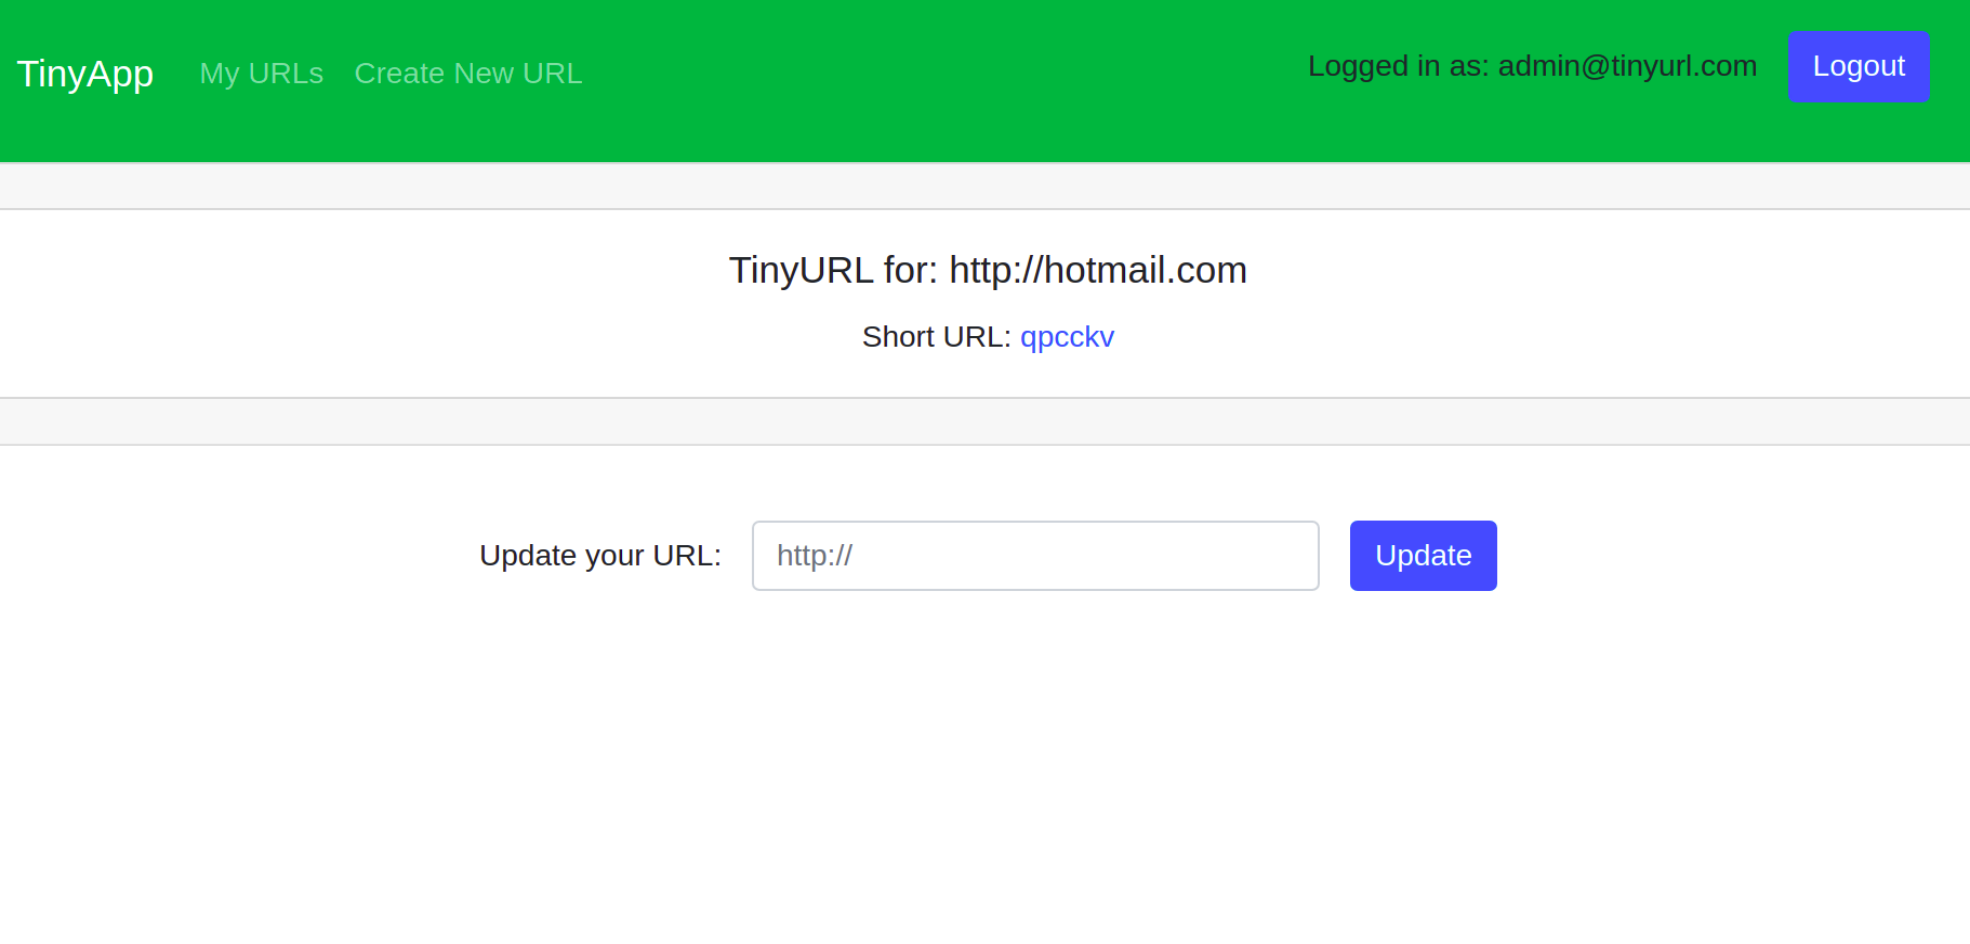 TinyApp My URLs Create New URL Logged in as: admin@tinyurl.com Logout
TinyURL for: http://hotmail.com
Short URL: qpcckv
Update your URL: http:// Update